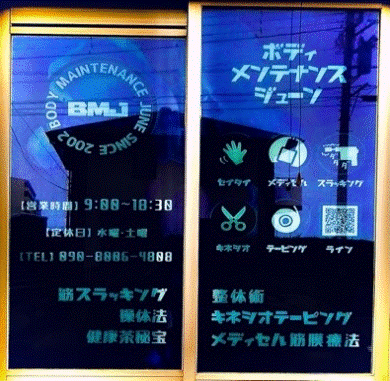 BODY MAINTENANCE JUNE SINCE 2002
BM.J
【営業時間】9:00~18:30
【定休日】水曜・土曜
【TEL】090-8006-4808
筋スラッキング
操体法
健康茶秘宝
ボディ
メンテナンス
ジューン
セイタイ
メディセル
スラッキング
キネシオ
テーピング
ライン
整体術
キネシオテーピング
メディセル筋膜療法